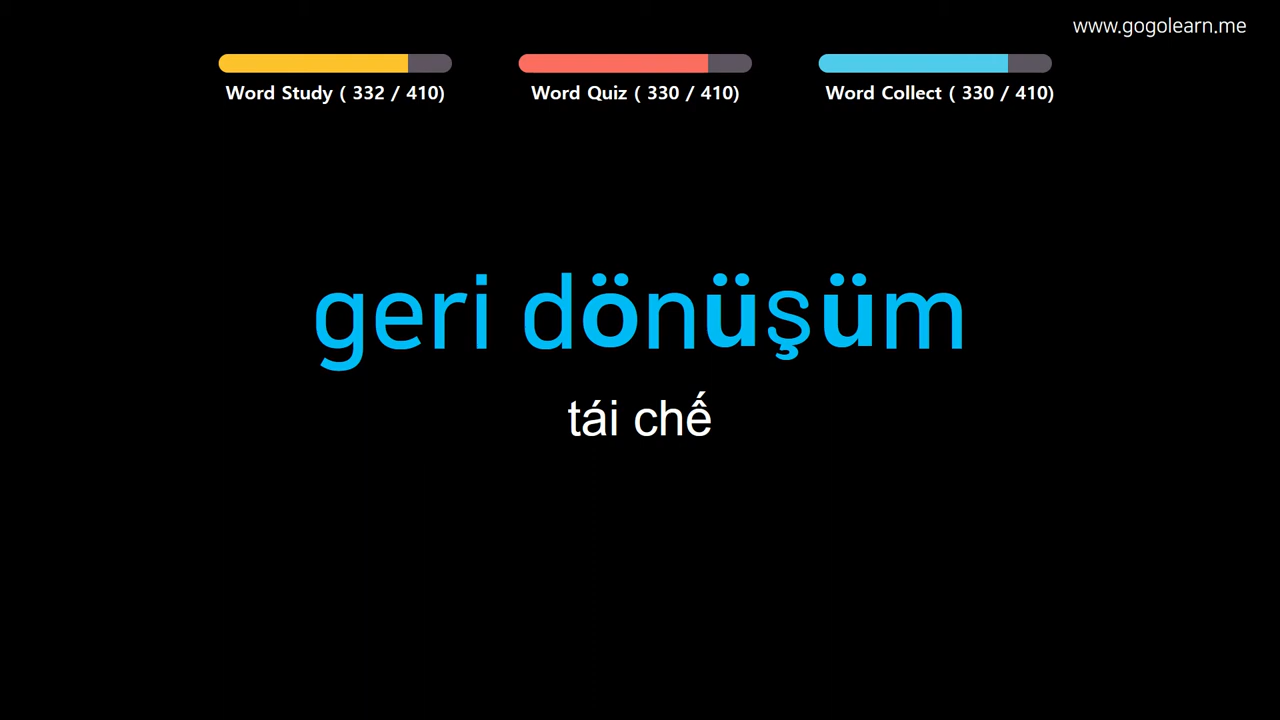 www.gogolearn.me
Word Study ( 332 / 410)
Word Quiz ( 330 / 410)
Word Collect ( 330 / 410)
geri dönüşüm
tái chế